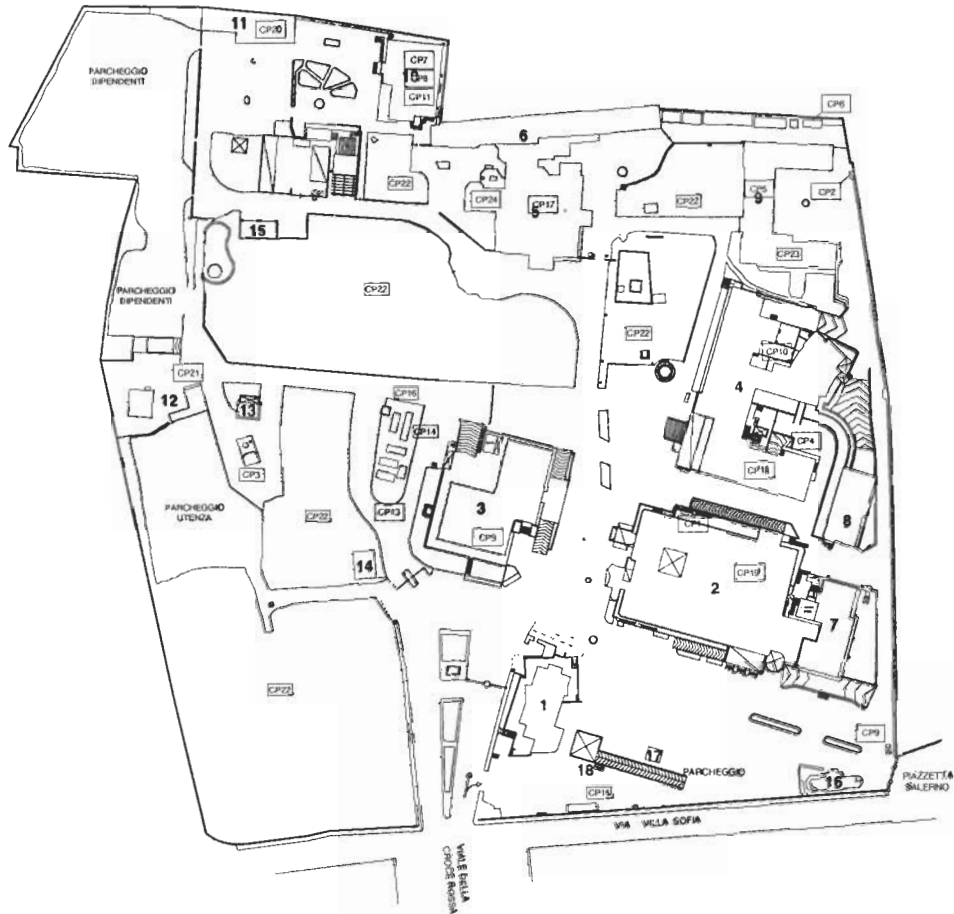 11
CP20
PARCHEGGIO
DIPENDENTI
CP7
CP8
CP11
CP6
6
CP22
CP24
CP17
5
CP22
CP5
9
CP2
15
CP23
PARCHEGGIO
DIPENDENTI
CP22
CP22
CP10
4
CP21
12
13
CP16
CP14
CP4
CP3
CP18
3
PARCHEGGIO
UTENZA
CP22
CP13
CP9
CP1
8
14
CP19
2
7
CP22
1
CP9
17
18
PARCHEGGIO
16
PIAZZETTA
SALERNO
CP15
VIA VILLA SOFIA
VIALE DELLA
CROCE ROSSA